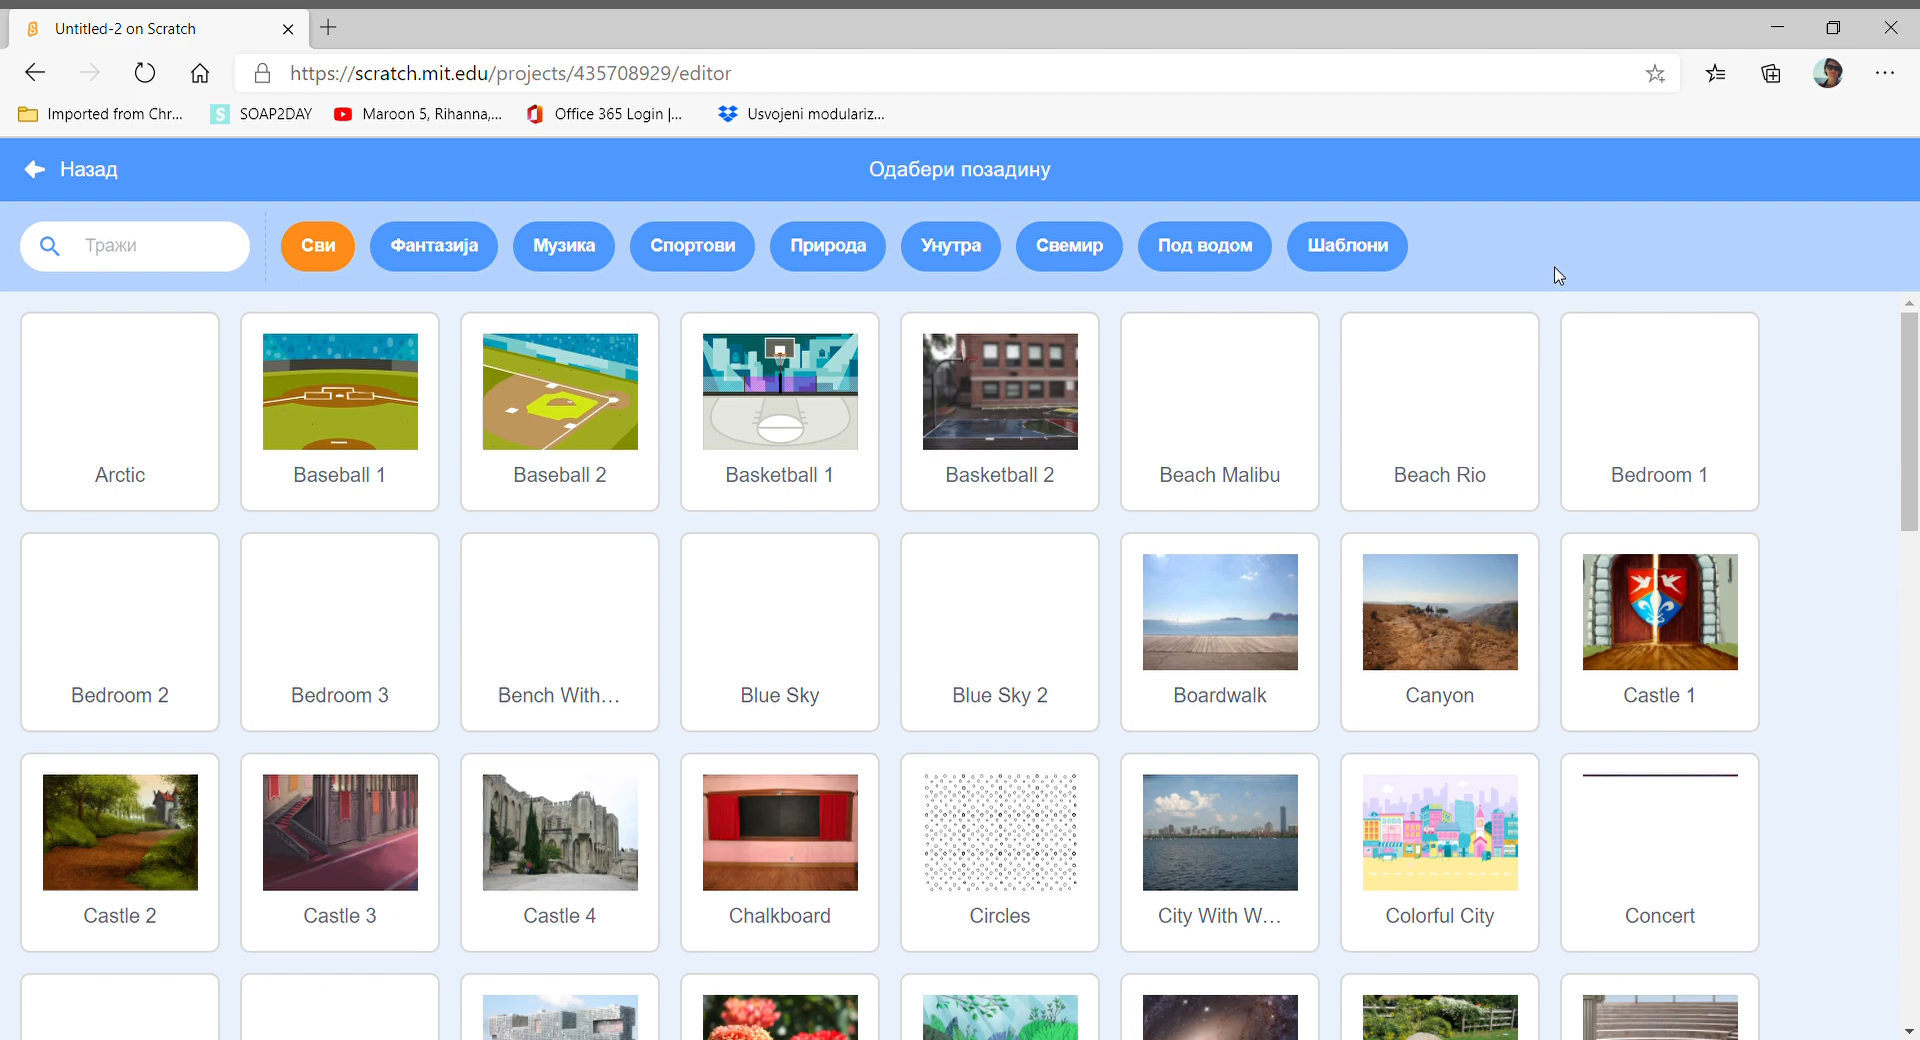 Untitled-2 on Scratch
https://scratch.mit.edu/projects/435708929/editor
Imported from Chr... SOAP2DAY Maroon 5, Rihanna,... Office 365 Login |... Usvojeni modulariz...
Назад Одабери позадину
Тражи Сви Фантазија Музика Спортови Природа Унутра Свемир Под водом Шаблони
Arctic Baseball 1 Baseball 2 Basketball 1 Basketball 2 Beach Malibu Beach Rio Bedroom 1
Bedroom 2 Bedroom 3 Bench With... Blue Sky Blue Sky 2 Boardwalk Canyon Castle 1
Castle 2 Castle 3 Castle 4 Chalkboard Circles City With W... Colorful City Concert